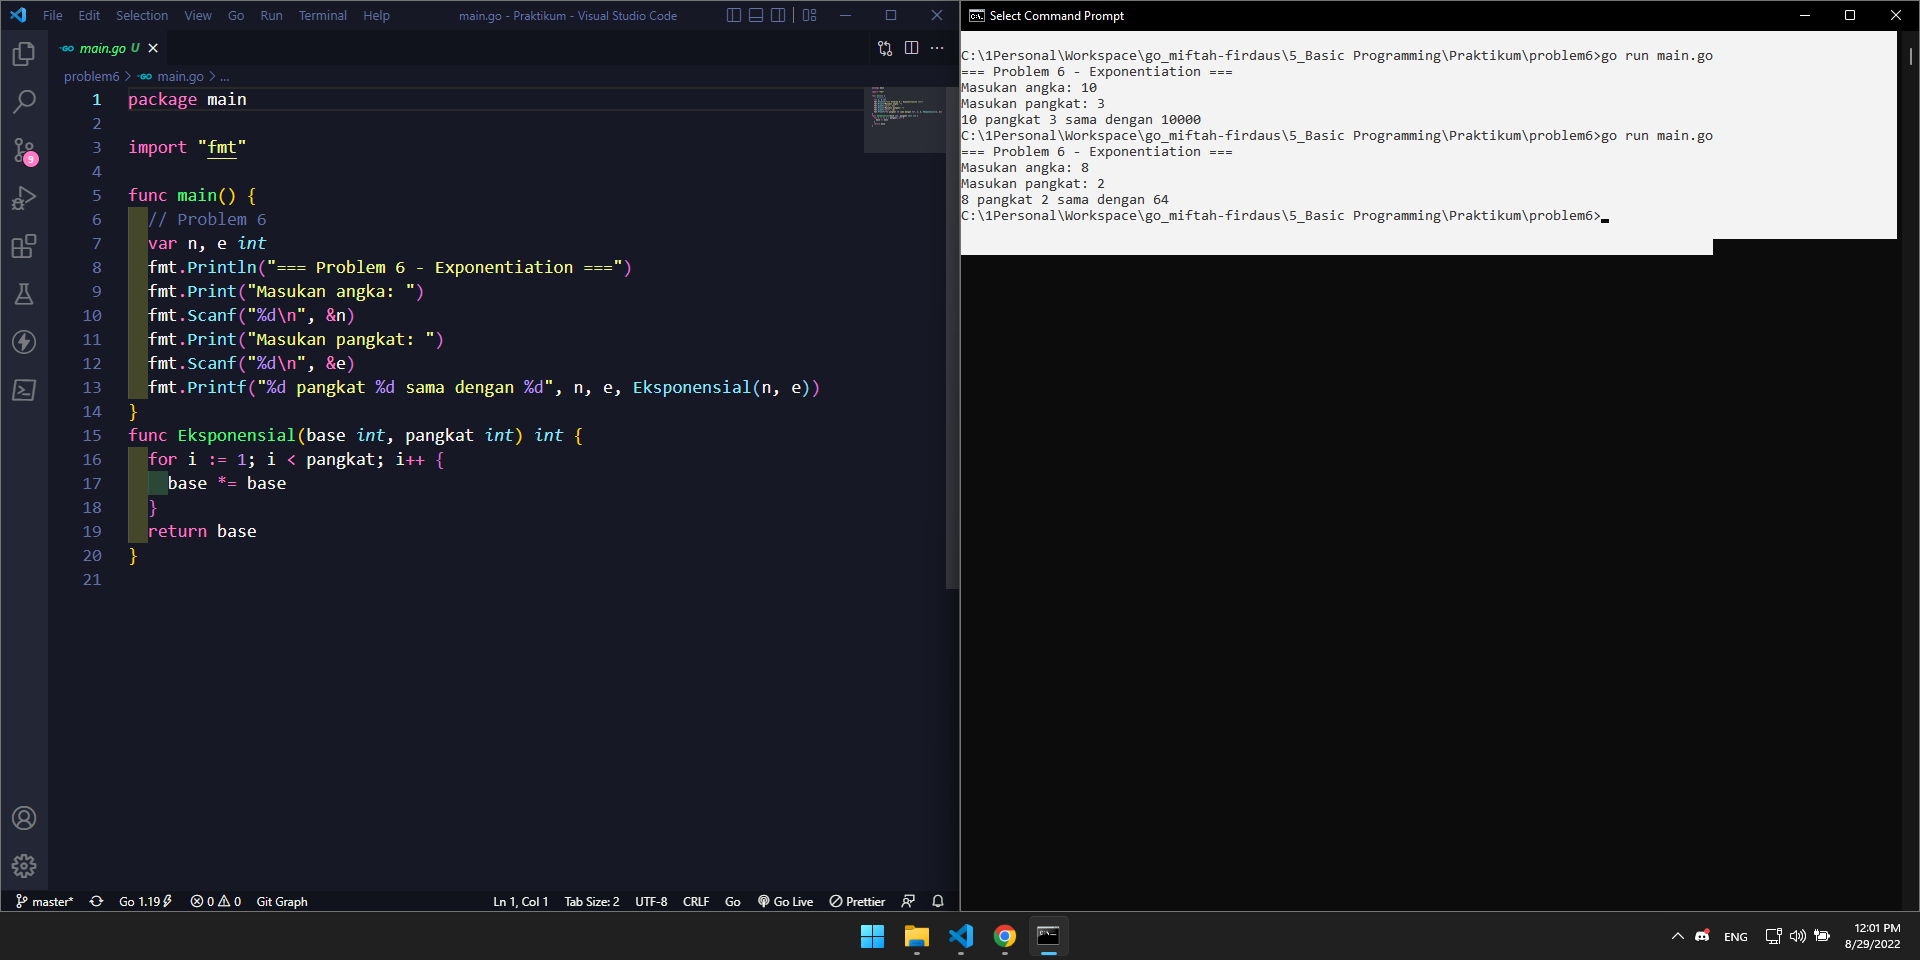 File Edit Selection View Go Run Terminal Help main.go - Praktikum - Visual Studio Code
main.go U
problem6 > main.go > ...
1 package main
2
3 import "fmt"
4
5 func main() {
6 // Problem 6
7 var n, e int
8 fmt.Println("=== Problem 6 - Exponentiation ===")
9 fmt.Print("Masukan angka: ")
10 fmt.Scanf("%d\n", &n)
11 fmt.Print("Masukan pangkat: ")
12 fmt.Scanf("%d\n", &e)
13 fmt.Printf("%d pangkat %d sama dengan %d", n, e, Eksponensial(n, e))
14 }
15 func Eksponensial(base int, pangkat int) int {
16 for i := 1; i < pangkat; i++ {
17 base *= base
18 }
19 return base
20 }
21
9
master* Go 1.19 0 0 Git Graph Ln 1, Col 1 Tab Size: 2 UTF-8 CRLF Go Go Live Prettier
Select Command Prompt
C:\1Personal\Workspace\go_miftah-firdaus\5_Basic Programming\Praktikum\problem6>go run main.go
=== Problem 6 - Exponentiation ===
Masukan angka: 10
Masukan pangkat: 3
10 pangkat 3 sama dengan 10000
C:\1Personal\Workspace\go_miftah-firdaus\5_Basic Programming\Praktikum\problem6>go run main.go
=== Problem 6 - Exponentiation ===
Masukan angka: 8
Masukan pangkat: 2
8 pangkat 2 sama dengan 64
C:\1Personal\Workspace\go_miftah-firdaus\5_Basic Programming\Praktikum\problem6>
ENG
12:01 PM
8/29/2022